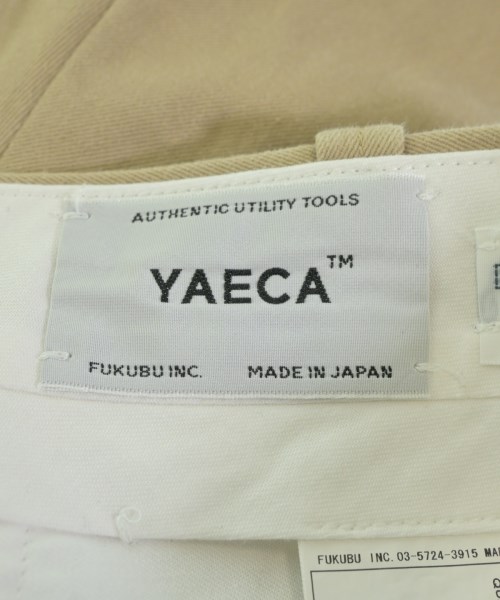 AUTHENTIC UTILITY TOOLS
YAECA™
FUKUBU INC. MADE IN JAPAN
FUKUBU INC. 03-5724-3915